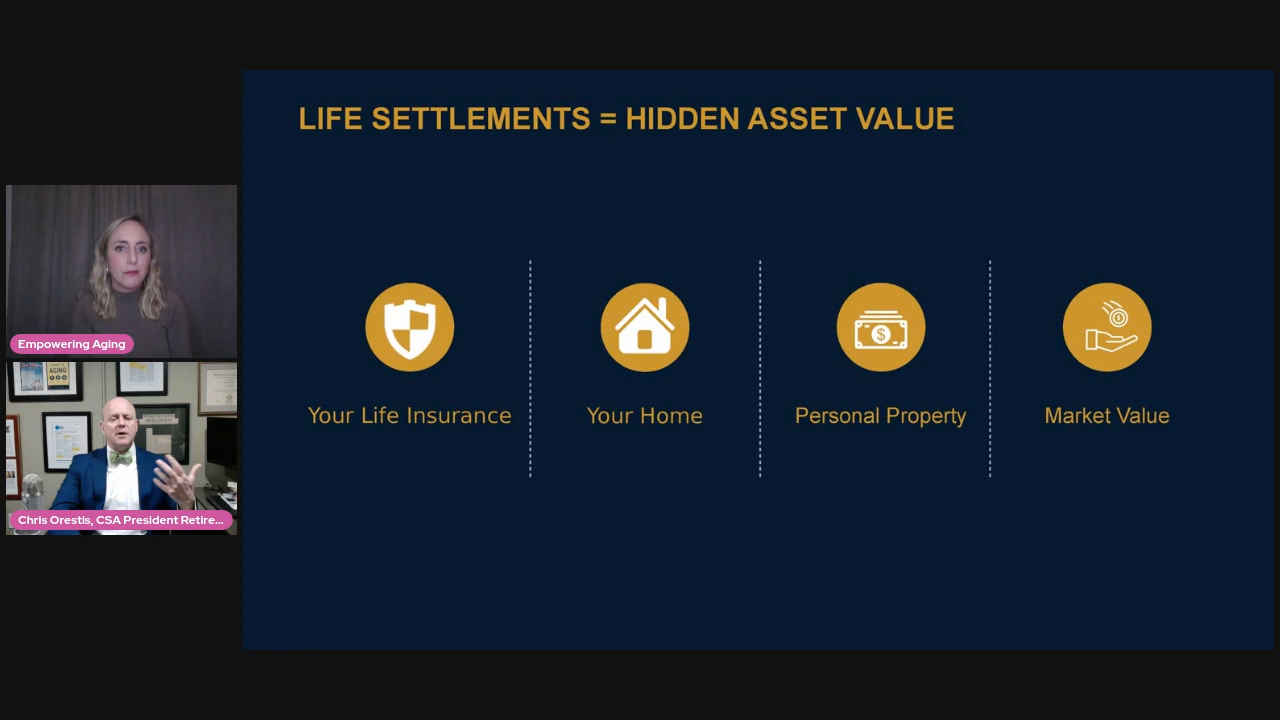 LIFE SETTLEMENTS = HIDDEN ASSET VALUE
Your Life Insurance
Your Home
Personal Property
Market Value
Empowering Aging
AGING
Chris Orestis, CSA President Retire...